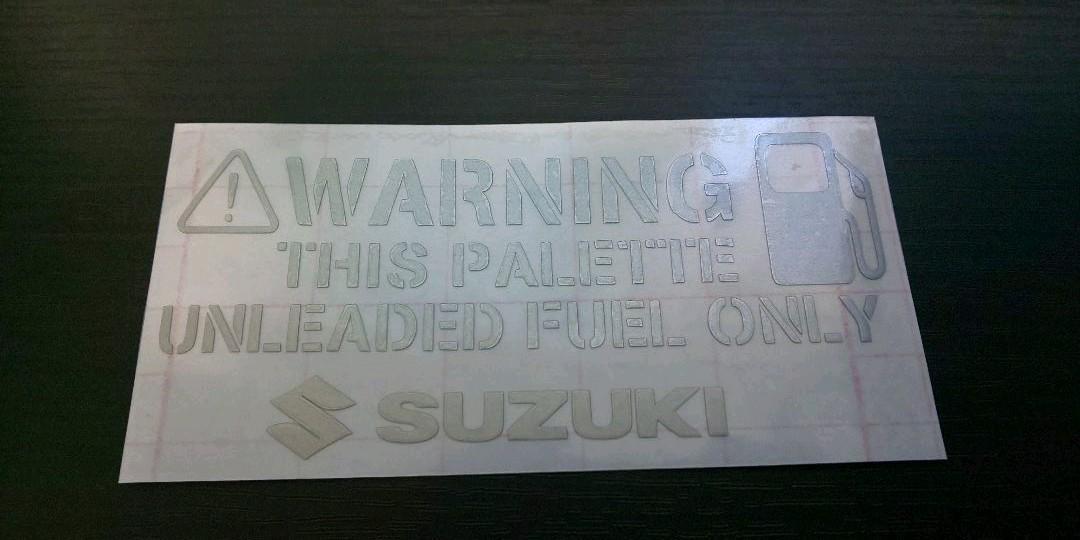 WARNING
THIS PALETTE
UNLEADED FUEL ONLY
SUZUKI